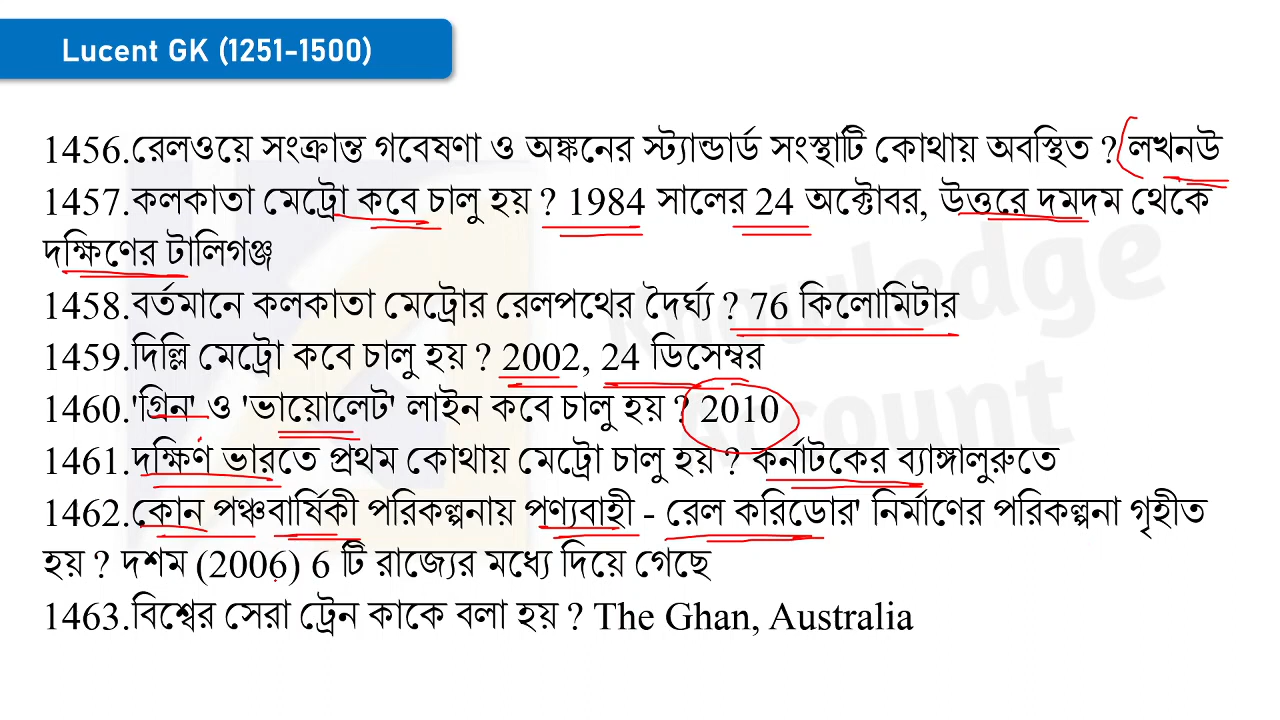 Lucent GK (1251-1500)
1456.রেলওয়ে সংক্রান্ত গবেষণা ও অঙ্কনের স্ট্যান্ডার্ড সংস্থাটি কোথায় অবস্থিত ? লখনউ
1457.কলকাতা মেট্রো কবে চালু হয় ? 1984 সালের 24 অক্টোবর, উত্তরে দমদম থেকে
দক্ষিণের টালিগঞ্জ
1458.বর্তমানে কলকাতা মেট্রোর রেলপথের দৈর্ঘ্য ? 76 কিলোমিটার
1459.দিল্লি মেট্রো কবে চালু হয় ? 2002, 24 ডিসেম্বর
1460.'গ্রিন' ও 'ভায়োলেট' লাইন কবে চালু হয় ? 2010
1461.দক্ষিণ ভারতে প্রথম কোথায় মেট্রো চালু হয় ? কর্নাটকের ব্যাঙ্গালুরুতে
1462.কোন পঞ্চবার্ষিকী পরিকল্পনায় পণ্যবাহী - রেল করিডোর' নির্মাণের পরিকল্পনা গৃহীত
হয় ? দশম (2006) 6 টি রাজ্যের মধ্যে দিয়ে গেছে
1463.বিশ্বের সেরা ট্রেন কাকে বলা হয় ? The Ghan, Australia
Knowledge
Account